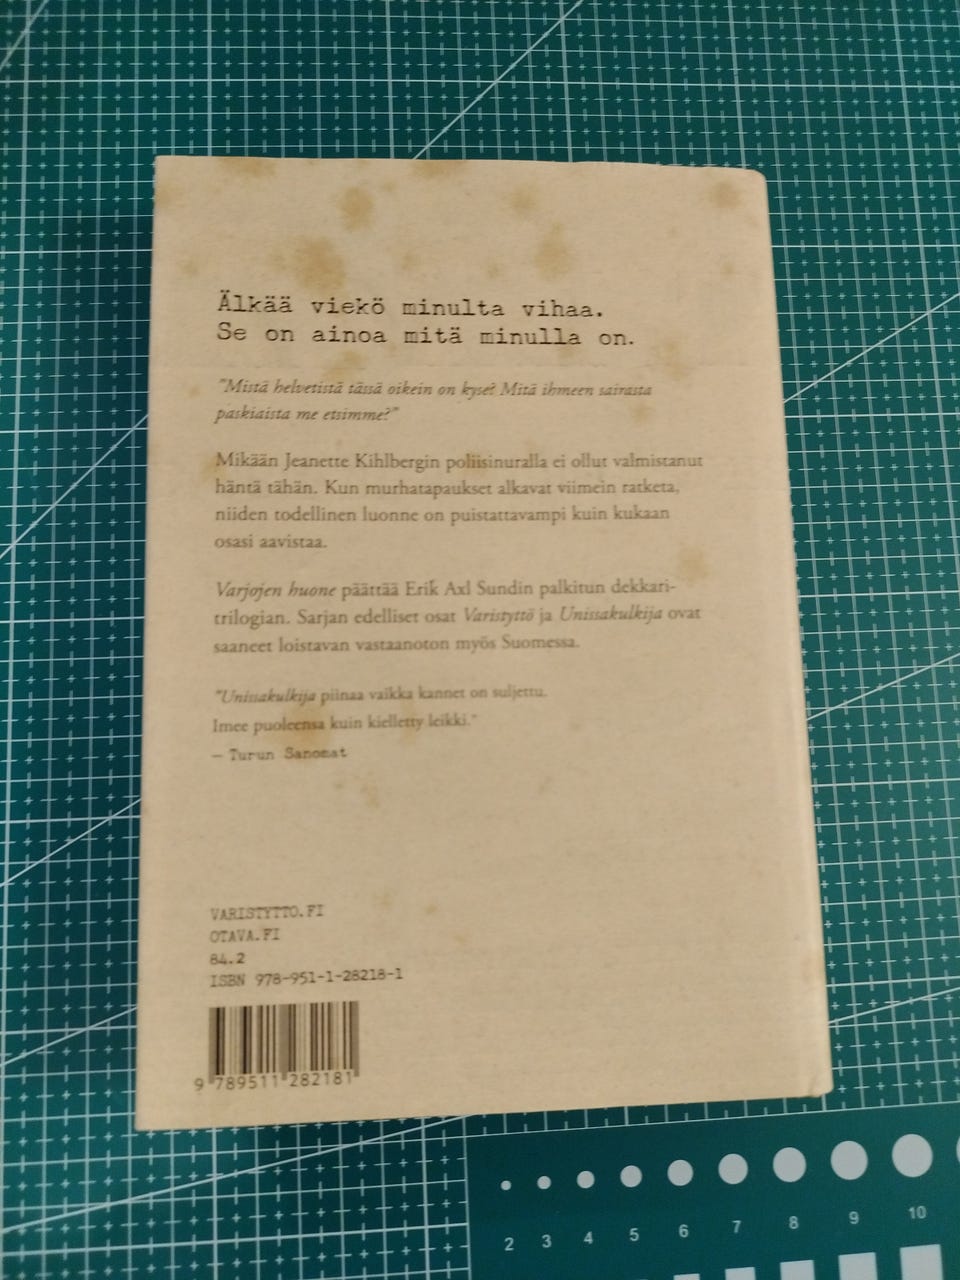 Älkää viekö minulta vihaa.
Se on ainoa mitä minulla on.
"Mistä helvetistä tässä oikein on kyse? Mitä ihmeen sairasta
paskiaista me etsimme?"
Mikään Jeanette Kihlbergin poliisinuralla ei ollut valmistanut
häntä tähän. Kun murhatapaukset alkavat viimein ratketa,
niiden todellinen luonne on puistattavampi kuin kukaan
osasi aavistaa.
Varjojen huone päättää Erik Axl Sundin palkitun dekkari-
trilogian. Sarjan edelliset osat Varistyttö ja Unissakulkija ovat
saaneet loistavan vastaanoton myös Suomessa.
"Unissakulkija piinaa vaikka kannet on suljettu.
Imee puoleensa kuin kielletty leikki."
— Turun Sanomat
VARISTYTTO.FI
OTAVA.FI
84.2
ISBN 978-951-1-28218-1
9 789511 282181
2 3 4 5 6 7 8 9 10